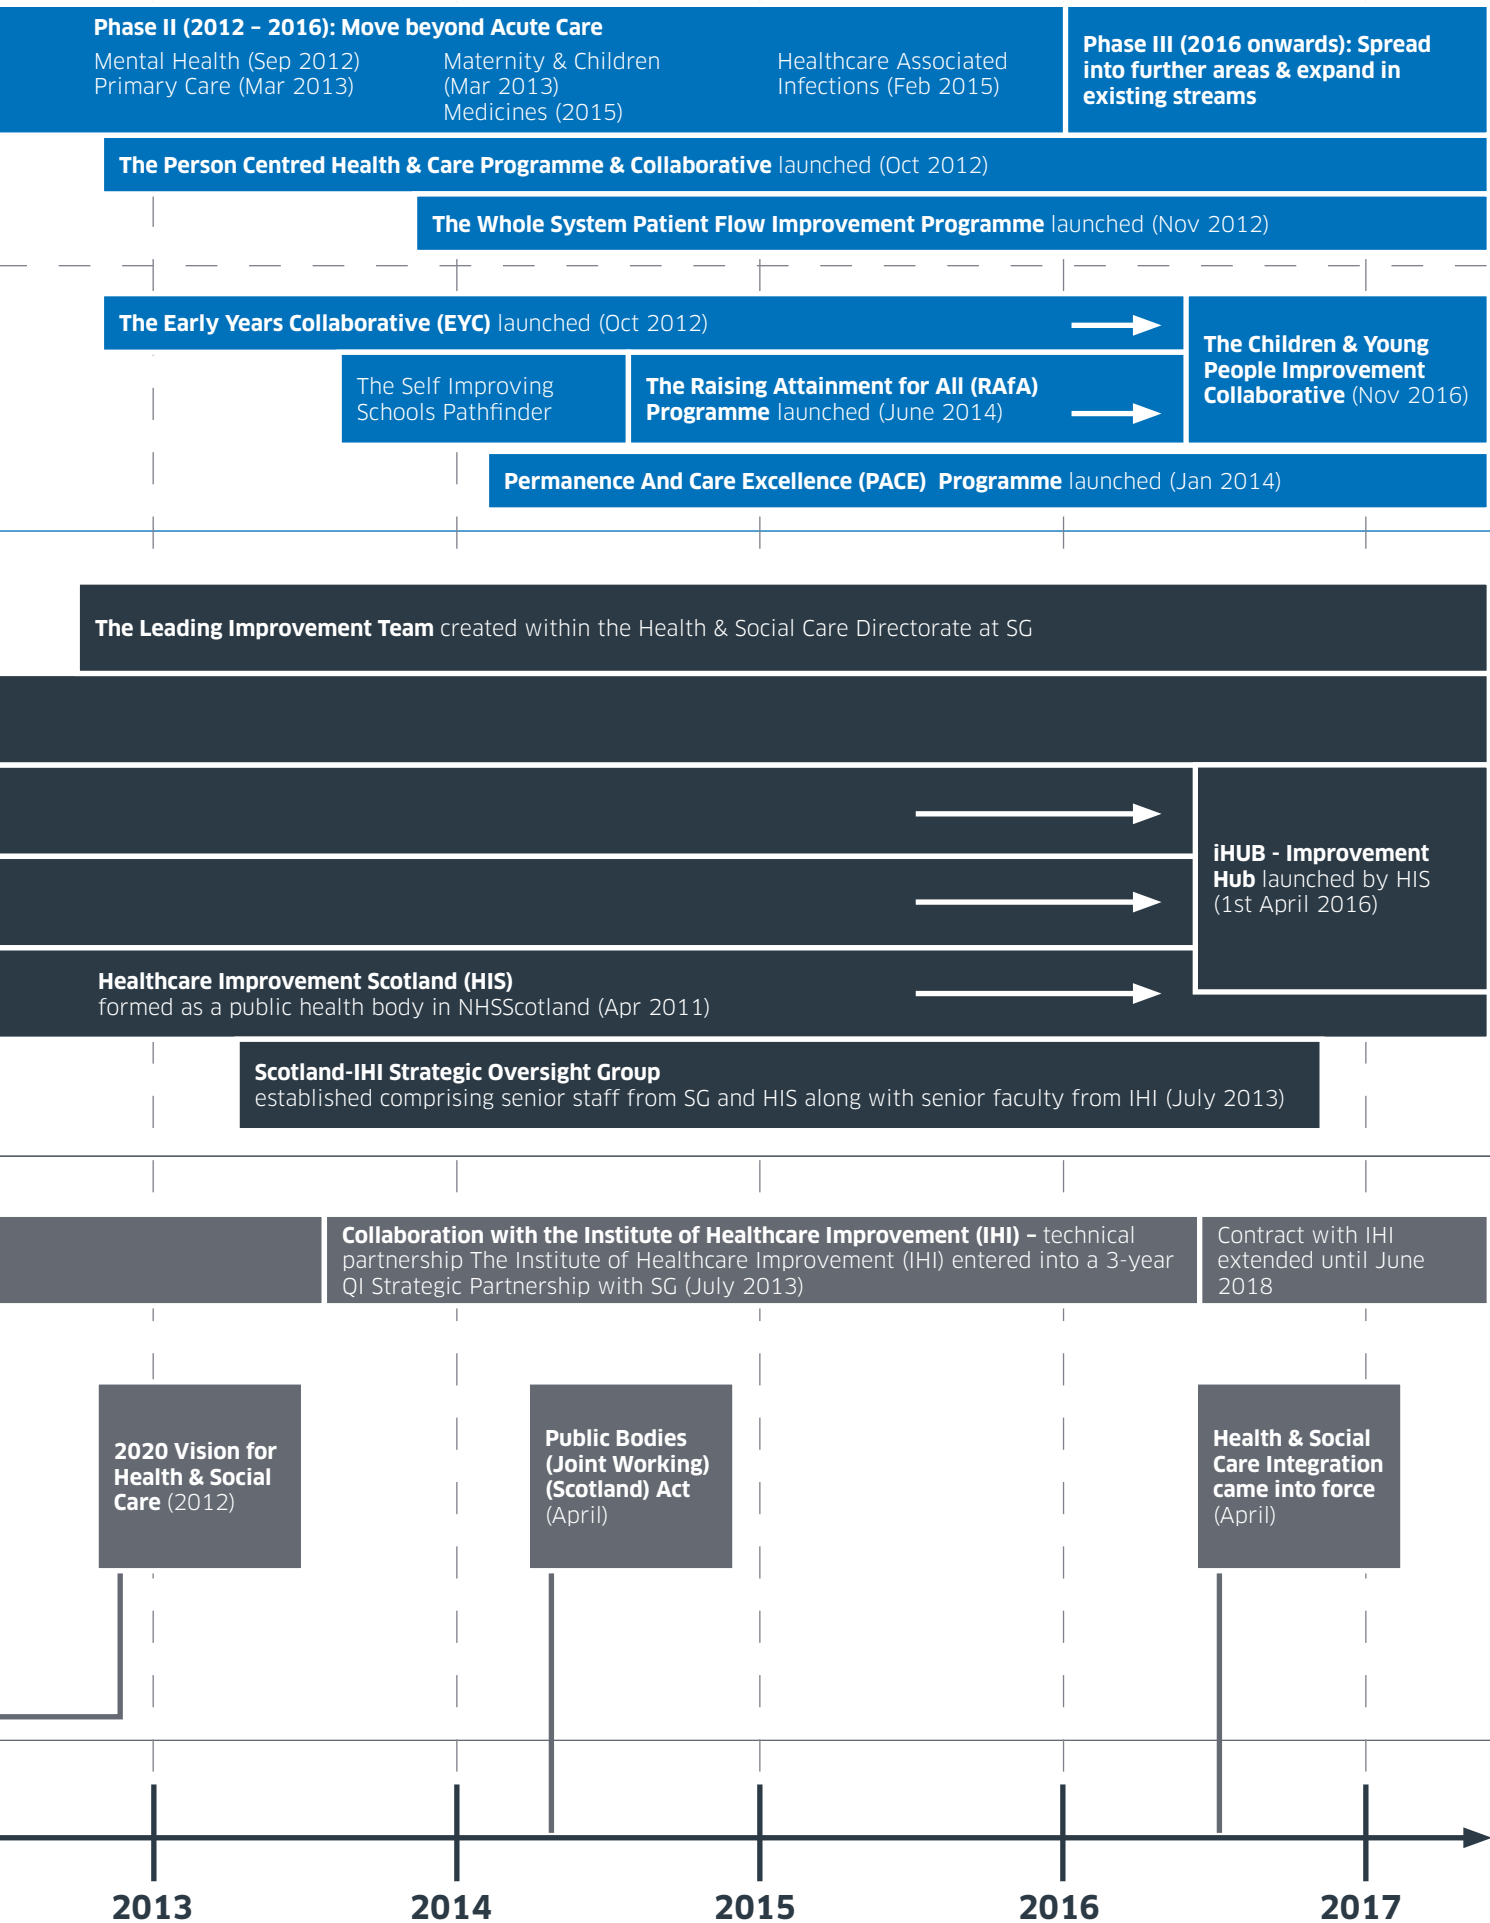 Phase II (2012 – 2016): Move beyond Acute Care
Mental Health (Sep 2012)
Primary Care (Mar 2013)
Maternity & Children
(Mar 2013)
Medicines (2015)
Healthcare Associated
Infections (Feb 2015)
Phase III (2016 onwards): Spread
into further areas & expand in
existing streams
The Person Centred Health & Care Programme & Collaborative launched (Oct 2012)
The Whole System Patient Flow Improvement Programme launched (Nov 2012)
The Early Years Collaborative (EYC) launched (Oct 2012)
The Self Improving
Schools Pathfinder
The Raising Attainment for All (RAfA)
Programme launched (June 2014)
The Children & Young
People Improvement
Collaborative (Nov 2016)
Permanence And Care Excellence (PACE) Programme launched (Jan 2014)
The Leading Improvement Team created within the Health & Social Care Directorate at SG
iHUB - Improvement
Hub launched by HIS
(1st April 2016)
Healthcare Improvement Scotland (HIS)
formed as a public health body in NHSScotland (Apr 2011)
Scotland-IHI Strategic Oversight Group
established comprising senior staff from SG and HIS along with senior faculty from IHI (July 2013)
Collaboration with the Institute of Healthcare Improvement (IHI) – technical
partnership The Institute of Healthcare Improvement (IHI) entered into a 3-year
QI Strategic Partnership with SG (July 2013)
Contract with IHI
extended until June
2018
2020 Vision for
Health & Social
Care (2012)
Public Bodies
(Joint Working)
(Scotland) Act
(April)
Health & Social
Care Integration
came into force
(April)
2013
2014
2015
2016
2017